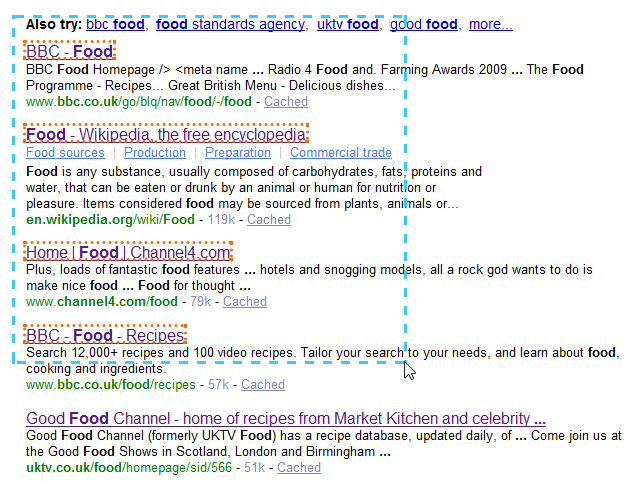 Also try: bbc food, food standards agency, uktv food, good food, more...
BBC - Food
BBC Food Homepage /> <meta name ... Radio 4 Food and. Farming Awards 2009 ... The Food
Programme - Recipes... Great British Menu - Delicious dishes...
www.bbc.co.uk/go/blq/nav/food/-/food - Cached
Food - Wikipedia, the free encyclopedia
Food sources | Production | Preparation | Commercial trade
Food is any substance, usually composed of carbohydrates, fats, proteins and
water, that can be eaten or drunk by an animal or human for nutrition or
pleasure. Items considered food may be sourced from plants, animals or...
en.wikipedia.org/wiki/Food - 119k - Cached
Home | Food | Channel4.com
Plus, loads of fantastic food features ... hotels and snogging models, all a rock god wants to do is
make nice food ... Food for thought ...
www.channel4.com/food - 79k - Cached
BBC - Food - Recipes
Search 12,000+ recipes and 100 video recipes. Tailor your search to your needs, and learn about food,
cooking and ingredients.
www.bbc.co.uk/food/recipes - 57k - Cached
Good Food Channel - home of recipes from Market Kitchen and celebrity ...
Good Food Channel (formerly UKTV Food) has a recipe database, updated daily, of ... Come join us at
the Good Food Shows in Scotland, London and Birmingham ...
uktv.co.uk/food/homepage/sid/566 - 51k - Cached